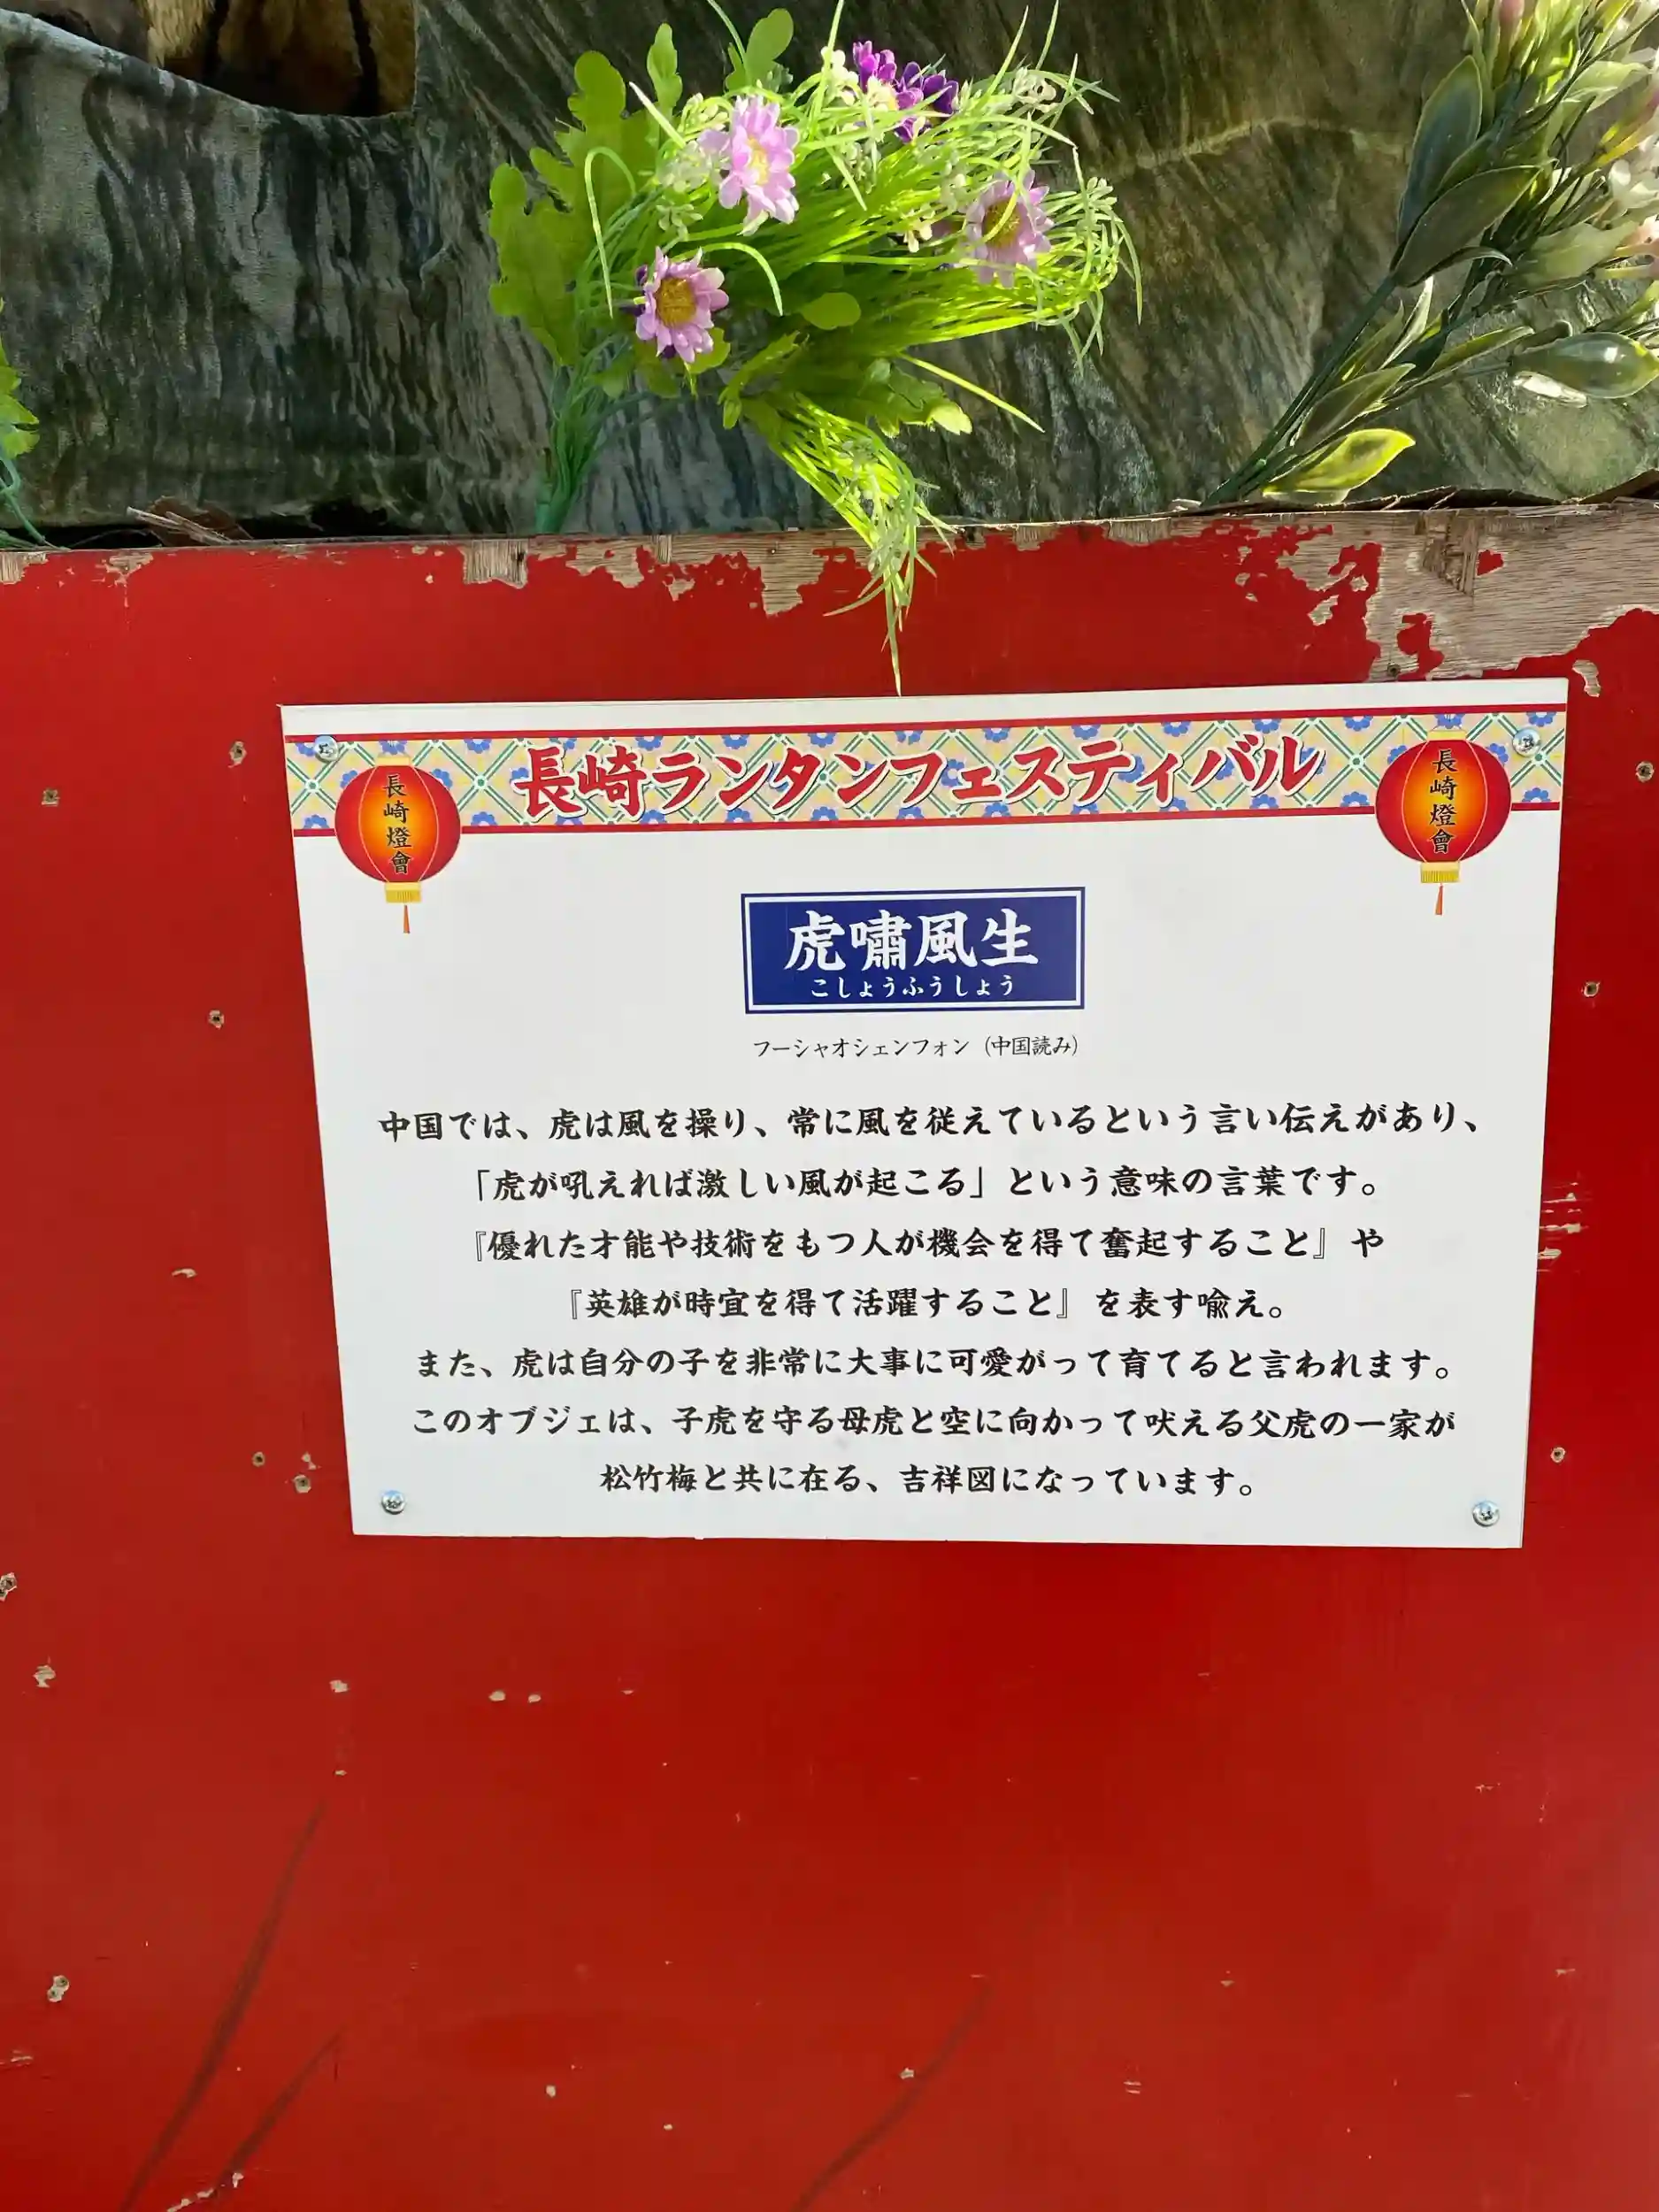 長崎ランタンフェスティバル
長崎燈會
長崎燈會
虎嘯風生
こしょうふうしょう
フーシャオシェンフォン（中国読み）
中国では、虎は風を操り、常に風を従えているという言い伝えがあり、
「虎が吼えれば激しい風が起こる」という意味の言葉です。
『優れた才能や技術をもつ人が機会を得て奮起すること』や
『英雄が時宜を得て活躍すること』を表す喩え。
また、虎は自分の子を非常に大事に可愛がって育てると言われます。
このオブジェは、子虎を守る母虎と空に向かって吠える父虎の一家が
松竹梅と共に在る、吉祥図になっています。